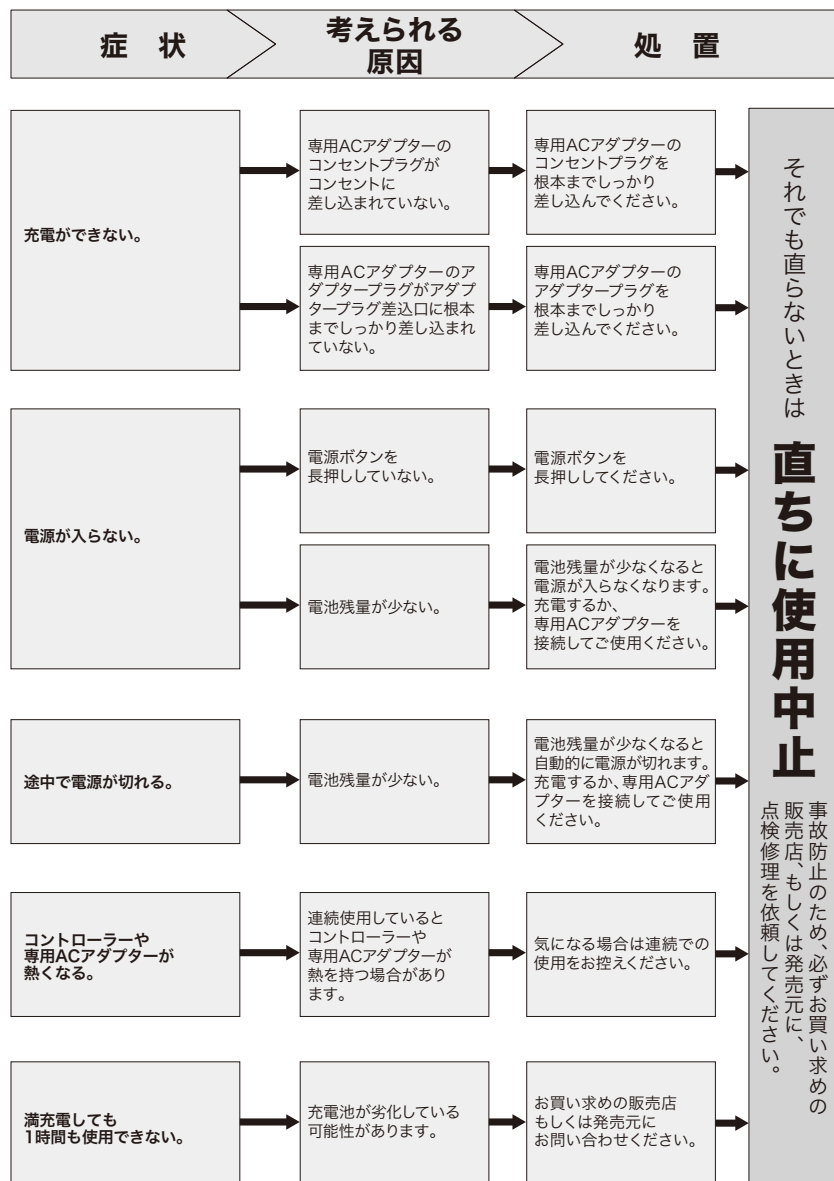 症　状
考えられる
原因
処　置
充電ができない。
専用ACアダプターの
コンセントプラグが
コンセントに
差し込まれていない。
専用ACアダプターの
コンセントプラグを
根本までしっかり
差し込んでください。
専用ACアダプターのア
ダプタープラグがアダプ
タープラグ差込口に根本
までしっかり差し込まれ
ていない。
専用ACアダプターの
アダプタープラグを
根本までしっかり
差し込んでください。
電源が入らない。
電源ボタンを
長押ししていない。
電源ボタンを
長押ししてください。
電池残量が少ない。
電池残量が少なくなると
電源が入らなくなります。
充電するか、
専用ACアダプターを
接続してご使用ください。
途中で電源が切れる。
電池残量が少ない。
電池残量が少なくなると
自動的に電源が切れます。
充電するか、専用ACアダ
プターを接続してご使用
ください。
コントローラーや
専用ACアダプターが
熱くなる。
連続使用していると
コントローラーや
専用ACアダプターが
熱を持つ場合があり
ます。
気になる場合は連続での
使用をお控えください。
満充電しても
1時間も使用できない。
充電池が劣化している
可能性があります。
お買い求めの販売店
もしくは発売元に
お問い合わせください。
それでも直らないときは
直ちに使用中止
事故防止のため、必ずお買い求めの
販売店、もしくは発売元に、
点検修理を依頼してください。